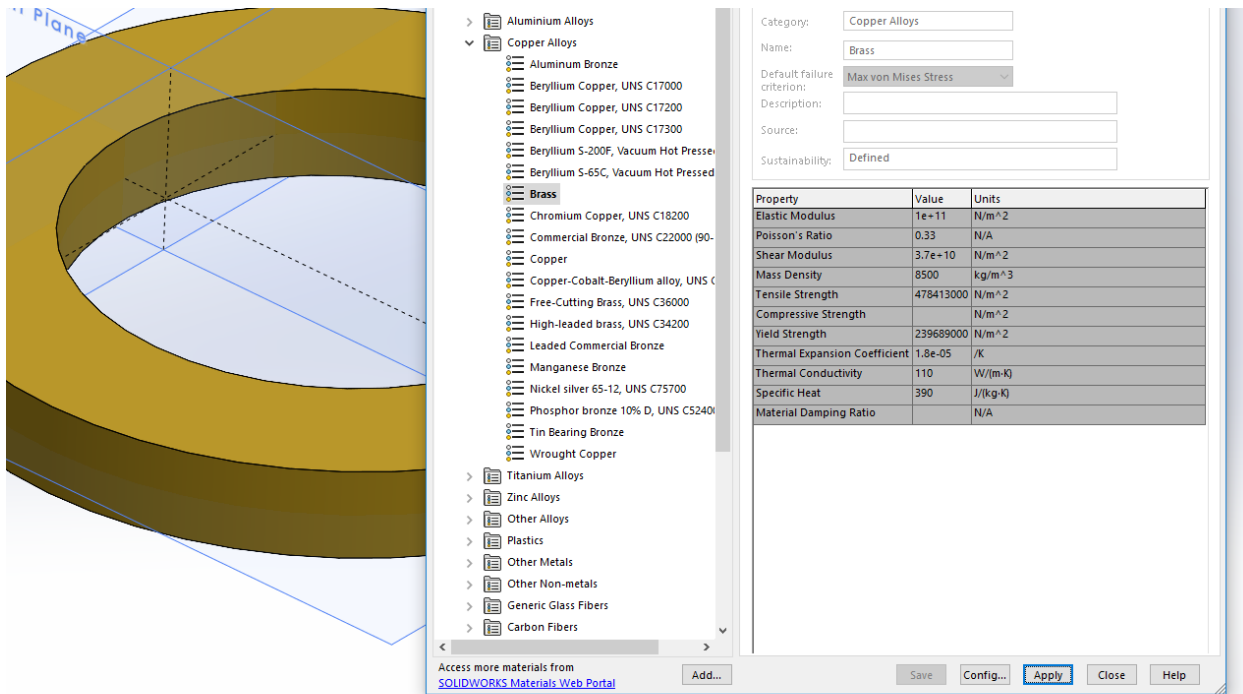 Plane
Aluminium Alloys
Copper Alloys
Aluminum Bronze
Beryllium Copper, UNS C17000
Beryllium Copper, UNS C17200
Beryllium Copper, UNS C17300
Beryllium S-200F, Vacuum Hot Presse
Beryllium S-65C, Vacuum Hot Pressed
Brass
Chromium Copper, UNS C18200
Commercial Bronze, UNS C22000 (90-
Copper
Copper-Cobalt-Beryllium alloy, UNS C
Free-Cutting Brass, UNS C36000
High-leaded brass, UNS C34200
Leaded Commercial Bronze
Manganese Bronze
Nickel silver 65-12, UNS C75700
Phosphor bronze 10% D, UNS C52400
Tin Bearing Bronze
Wrought Copper
Titanium Alloys
Zinc Alloys
Other Alloys
Plastics
Other Metals
Other Non-metals
Generic Glass Fibers
Carbon Fibers
Access more materials from
SOLIDWORKS Materials Web Portal
Add...
Category: Copper Alloys
Name: Brass
Default failure criterion: Max von Mises Stress
Description:
Source:
Sustainability: Defined
Property Value Units
Elastic Modulus 1e+11 N/m^2
Poisson's Ratio 0.33 N/A
Shear Modulus 3.7e+10 N/m^2
Mass Density 8500 kg/m^3
Tensile Strength 478413000 N/m^2
Compressive Strength N/m^2
Yield Strength 239689000 N/m^2
Thermal Expansion Coefficient 1.8e-05 /K
Thermal Conductivity 110 W/(m·K)
Specific Heat 390 J/(kg·K)
Material Damping Ratio N/A
Save Config... Apply Close Help